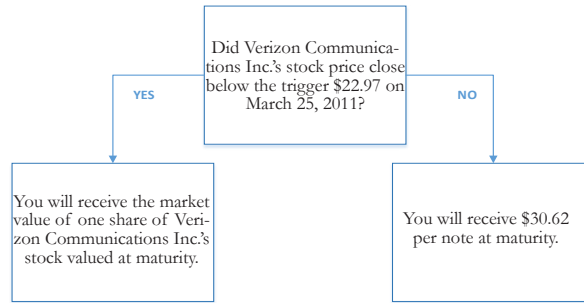 Did Verizon Communica-
tions Inc.'s stock price close
below the trigger $22.97 on
March 25, 2011?
YES
NO
You will receive the market
value of one share of Veri-
zon Communications Inc.'s
stock valued at maturity.
You will receive $30.62
per note at maturity.